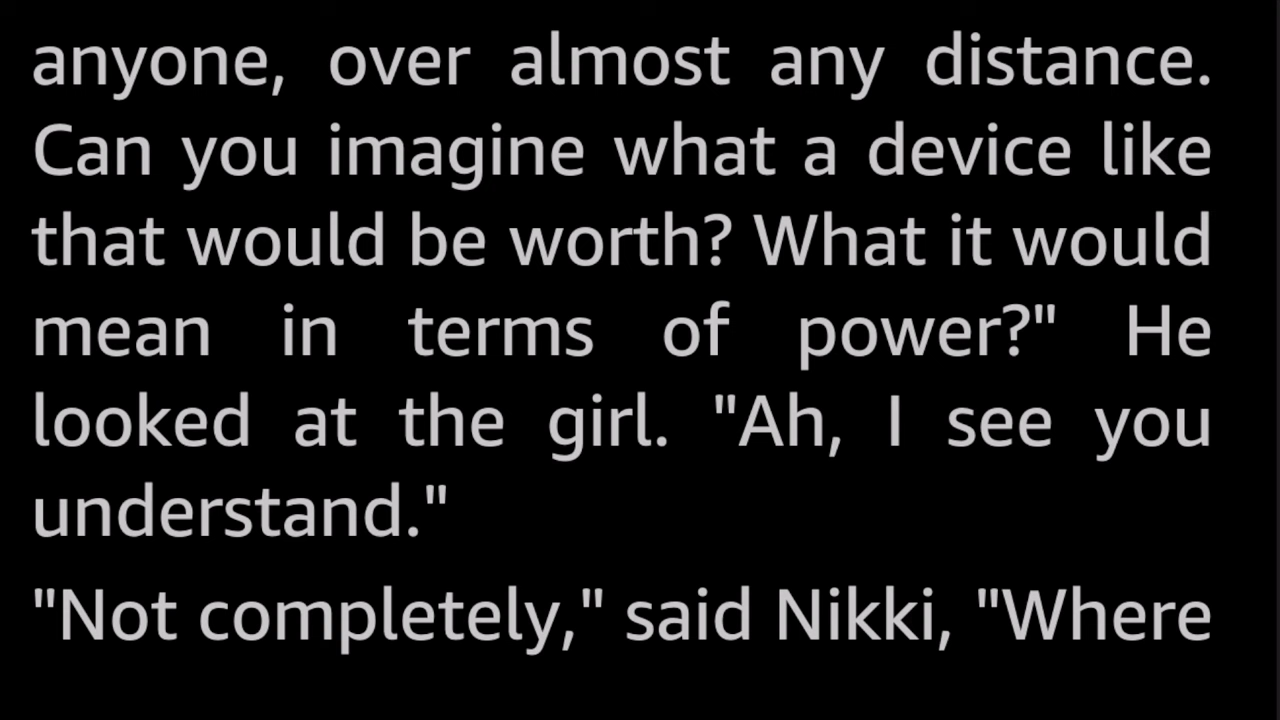 anyone, over almost any distance.
Can you imagine what a device like
that would be worth? What it would
mean in terms of power?" He
looked at the girl. "Ah, I see you
understand."
"Not completely," said Nikki, "Where